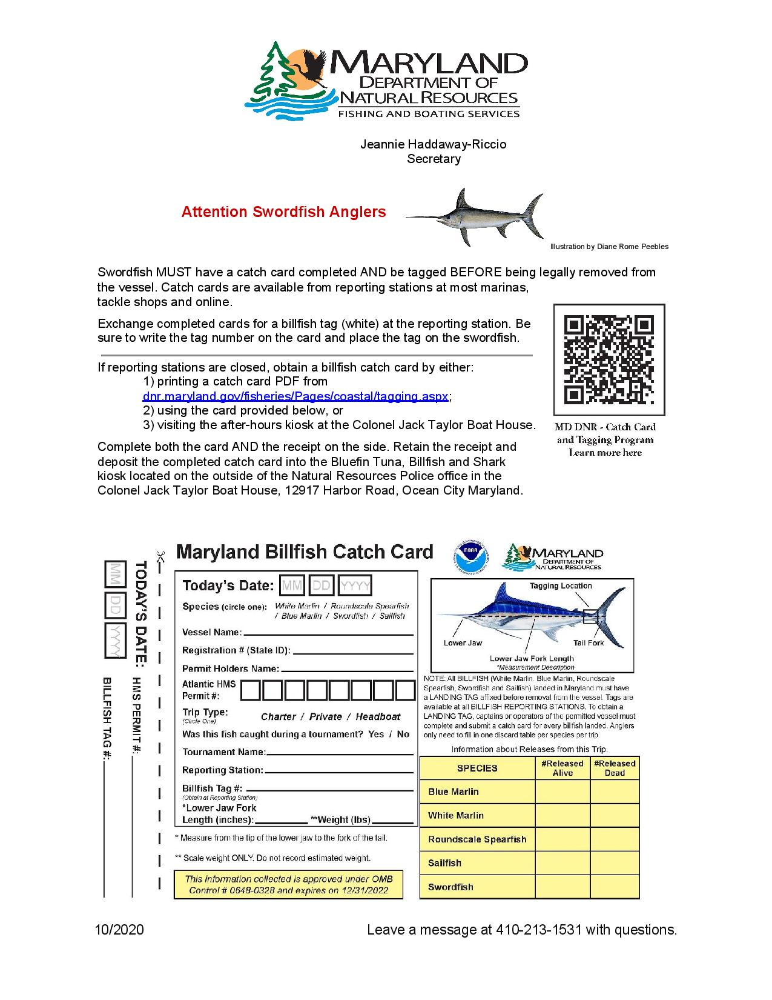 MARYLAND
DEPARTMENT OF
NATURAL RESOURCES
FISHING AND BOATING SERVICES
Jeannie Haddaway-Riccio
Secretary
Attention Swordfish Anglers
Illustration by Diane Rome Peebles
Swordfish MUST have a catch card completed AND be tagged BEFORE being legally removed from
the vessel. Catch cards are available from reporting stations at most marinas,
tackle shops and online.
Exchange completed cards for a billfish tag (white) at the reporting station. Be
sure to write the tag number on the card and place the tag on the swordfish.
If reporting stations are closed, obtain a billfish catch card by either:
1) printing a catch card PDF from
dnr.maryland.gov/fisheries/Pages/coastal/tagging.aspx;
2) using the card provided below, or
3) visiting the after-hours kiosk at the Colonel Jack Taylor Boat House.
MD DNR - Catch Card
and Tagging Program
Learn more here
Complete both the card AND the receipt on the side. Retain the receipt and
deposit the completed catch card into the Bluefin Tuna, Billfish and Shark
kiosk located on the outside of the Natural Resources Police office in the
Colonel Jack Taylor Boat House, 12917 Harbor Road, Ocean City Maryland.
TODAY'S DATE:
MM DD YYYY
HMS PERMIT #:
BILLFISH TAG #:
Maryland Billfish Catch Card
NOAA
MARYLAND
DEPARTMENT OF
NATURAL RESOURCES
Today's Date: MM DD YYYY
Species (circle one): White Marlin / Roundscale Spearfish
/ Blue Marlin / Swordfish / Sailfish
Vessel Name:
Registration # (State ID):
Permit Holders Name:
Atlantic HMS
Permit #:
Trip Type:
(Circle One)
Charter / Private / Headboat
Was this fish caught during a tournament? Yes / No
Tournament Name:
Reporting Station:
Billfish Tag #:
(Obtain at Reporting Station)
*Lower Jaw Fork
Length (inches): **Weight (lbs)
* Measure from the tip of the lower jaw to the fork of the tail.
** Scale weight ONLY. Do not record estimated weight.
This information collected is approved under OMB
Control # 0648-0328 and expires on 12/31/2022
Tagging Location
Lower Jaw
Tail Fork
Lower Jaw Fork Length
*Measurement Description
NOTE: All BILLFISH (White Marlin, Blue Marlin, Roundscale
Spearfish, Swordfish and Sailfish) landed in Maryland must have
a LANDING TAG affixed before removal from the vessel. Tags are
available at all BILLFISH REPORTING STATIONS. To obtain a
LANDING TAG, captains or operators of the permitted vessel must
complete and submit a catch card for every billfish landed. Anglers
only need to fill in one discard table per species per trip.
Information about Releases from this Trip.
SPECIES
#Released
Alive
#Released
Dead
Blue Marlin
White Marlin
Roundscale Spearfish
Sailfish
Swordfish
10/2020
Leave a message at 410-213-1531 with questions.